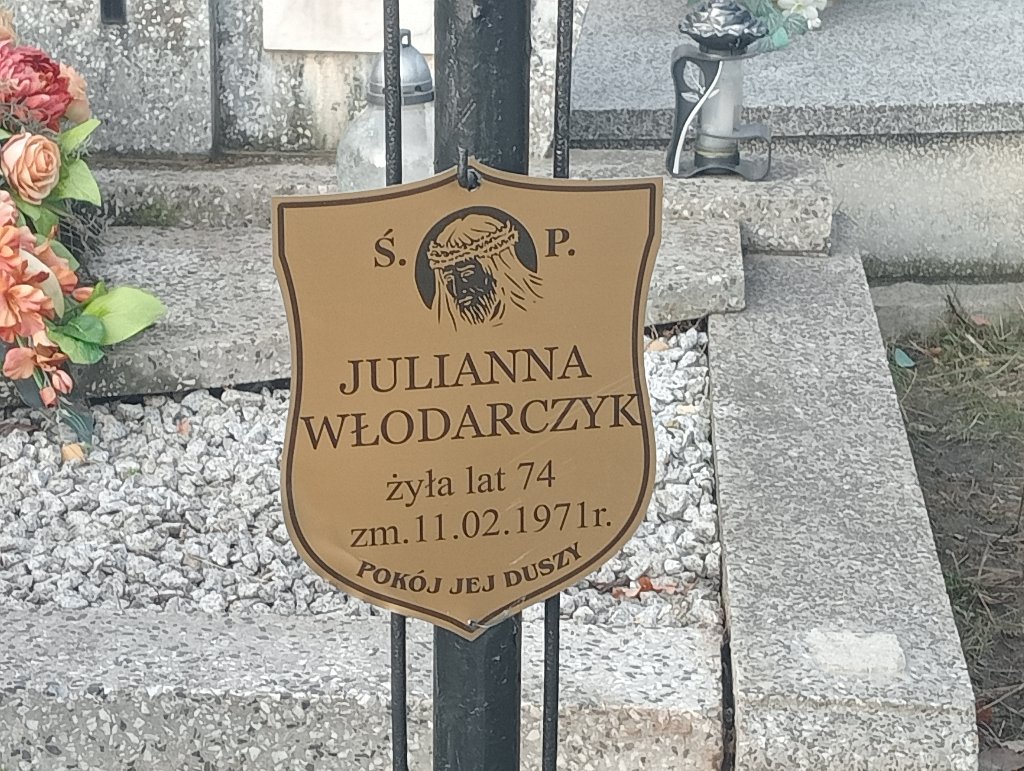 Ś. P.
JULIANNA
WŁODARCZYK
żyła lat 74
zm.11.02.1971r.
POKÓJ JEJ DUSZY